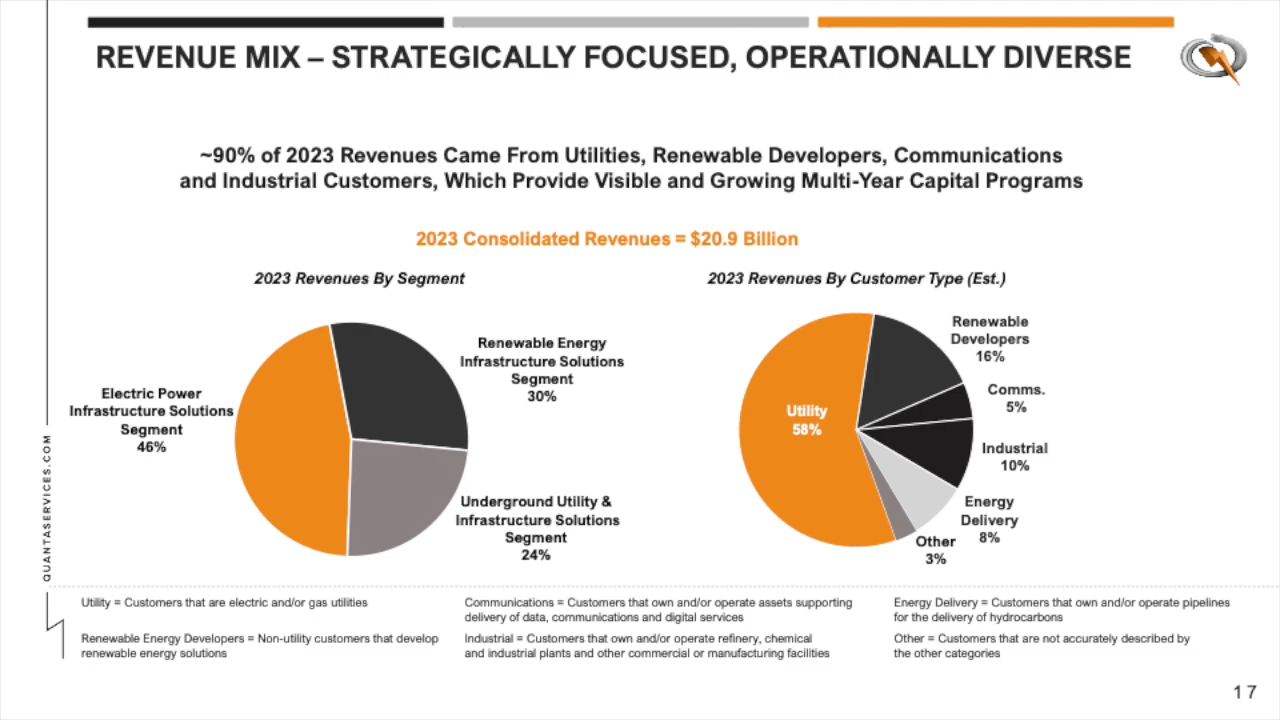 REVENUE MIX – STRATEGICALLY FOCUSED, OPERATIONALLY DIVERSE
~90% of 2023 Revenues Came From Utilities, Renewable Developers, Communications
and Industrial Customers, Which Provide Visible and Growing Multi-Year Capital Programs
2023 Consolidated Revenues = $20.9 Billion
2023 Revenues By Segment
Electric Power
Infrastructure Solutions
Segment
46%
Renewable Energy
Infrastructure Solutions
Segment
30%
Underground Utility &
Infrastructure Solutions
Segment
24%
2023 Revenues By Customer Type (Est.)
Utility
58%
Renewable
Developers
16%
Comms.
5%
Industrial
10%
Energy
Delivery
8%
Other
3%
QUANTASERVICES.COM
Utility = Customers that are electric and/or gas utilities
Renewable Energy Developers = Non-utility customers that develop
renewable energy solutions
Communications = Customers that own and/or operate assets supporting
delivery of data, communications and digital services
Industrial = Customers that own and/or operate refinery, chemical
and industrial plants and other commercial or manufacturing facilities
Energy Delivery = Customers that own and/or operate pipelines
for the delivery of hydrocarbons
Other = Customers that are not accurately described by
the other categories
17